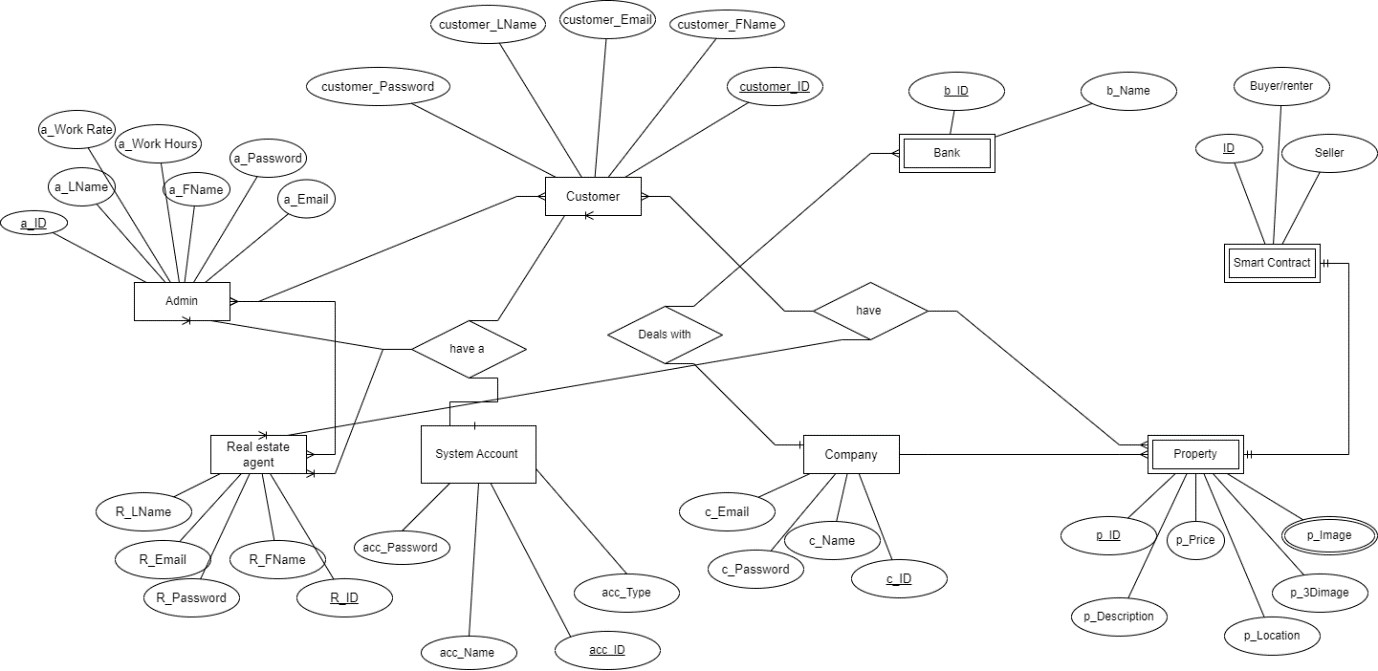 customer_LName
customer_Email
customer_FName
customer_Password
customer_ID
b_ID
b_Name
Buyer/renter
ID
Seller
a_Work Rate
a_Work Hours
a_Password
a_LName
a_FName
a_Email
a_ID
Bank
Customer
Smart Contract
Admin
have
Deals with
have a
Real estate
agent
System Account
Company
Property
R_LName
R_Email
R_FName
R_Password
R_ID
acc_Password
acc_Type
acc_Name
acc_ID
c_Email
c_Name
c_Password
c_ID
p_ID
p_Price
p_Image
p_3Dimage
p_Description
p_Location